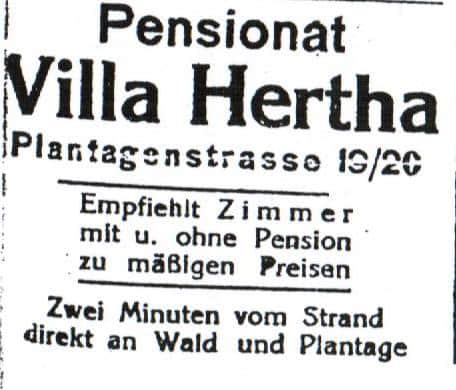 Pensionat
Villa Hertha
Plantagenstrasse 19/20
Empfiehlt Zimmer
mit u. ohne Pension
zu mäßigen Preisen
Zwei Minuten vom Strand
direkt an Wald und Plantage